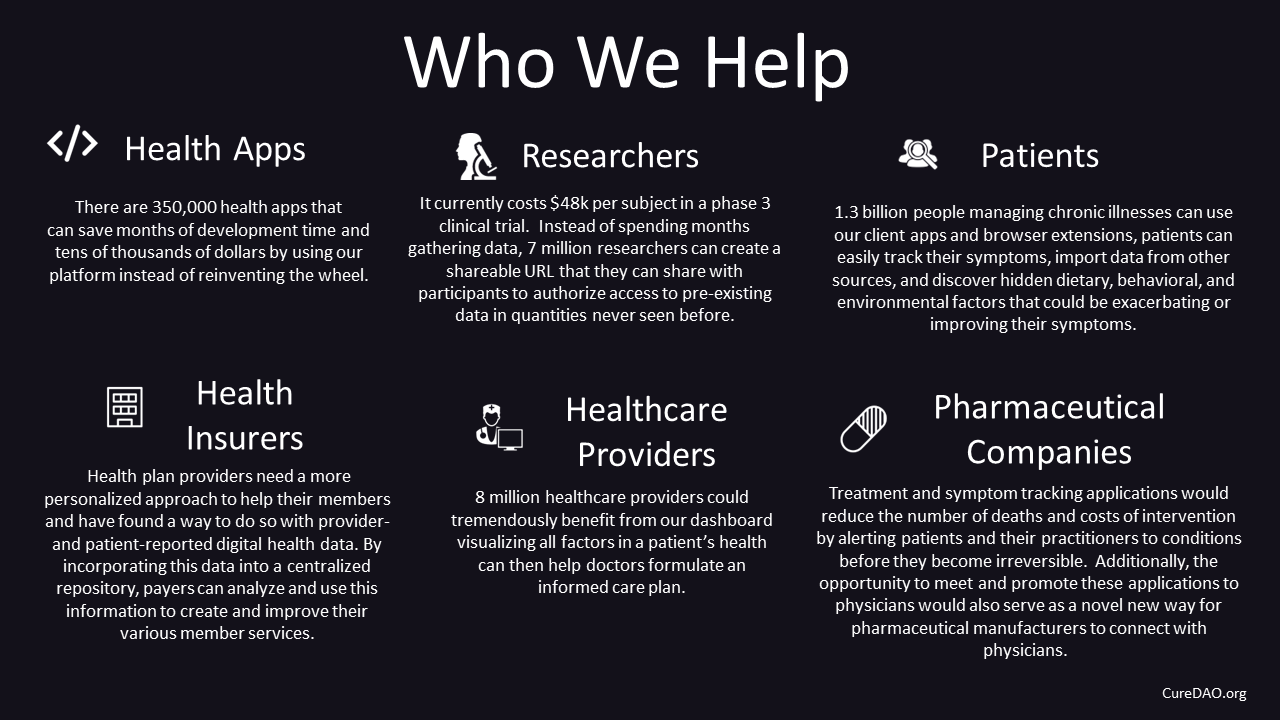 Who We Help
Health Apps
There are 350,000 health apps that
can save months of development time and
tens of thousands of dollars by using our
platform instead of reinventing the wheel.
Researchers
It currently costs $48k per subject in a phase 3
clinical trial.  Instead of spending months
gathering data, 7 million researchers can create a
shareable URL that they can share with
participants to authorize access to pre-existing
data in quantities never seen before.
Patients
1.3 billion people managing chronic illnesses can use
our client apps and browser extensions, patients can
easily track their symptoms, import data from other
sources, and discover hidden dietary, behavioral, and
environmental factors that could be exacerbating or
improving their symptoms.
Health
Insurers
Health plan providers need a more
personalized approach to help their members
and have found a way to do so with provider-
and patient-reported digital health data. By
incorporating this data into a centralized
repository, payers can analyze and use this
information to create and improve their
various member services.
Healthcare
Providers
8 million healthcare providers could
tremendously benefit from our dashboard
visualizing all factors in a patient’s health
can then help doctors formulate an
informed care plan.
Pharmaceutical
Companies
Treatment and symptom tracking applications would
reduce the number of deaths and costs of intervention
by alerting patients and their practitioners to conditions
before they become irreversible.  Additionally, the
opportunity to meet and promote these applications to
physicians would also serve as a novel new way for
pharmaceutical manufacturers to connect with
physicians.
CureDAO.org